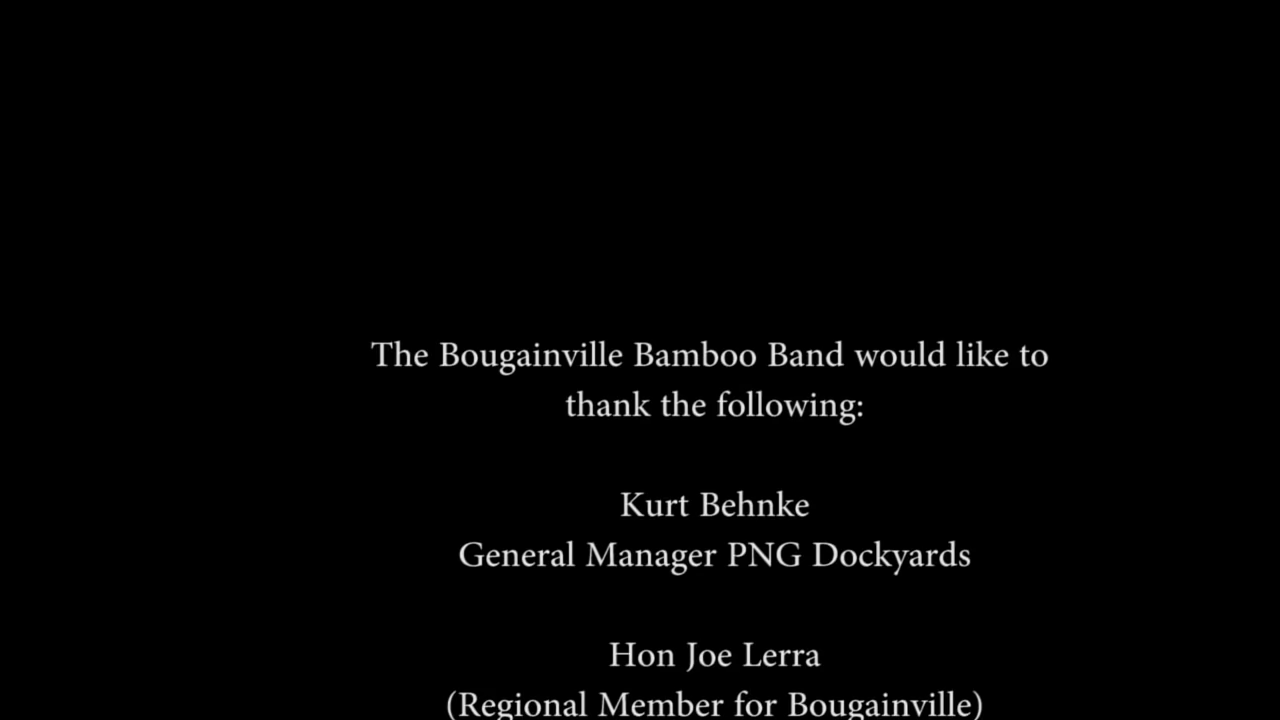 The Bougainville Bamboo Band would like to
thank the following:
Kurt Behnke
General Manager PNG Dockyards
Hon Joe Lerra
(Regional Member for Bougainville)